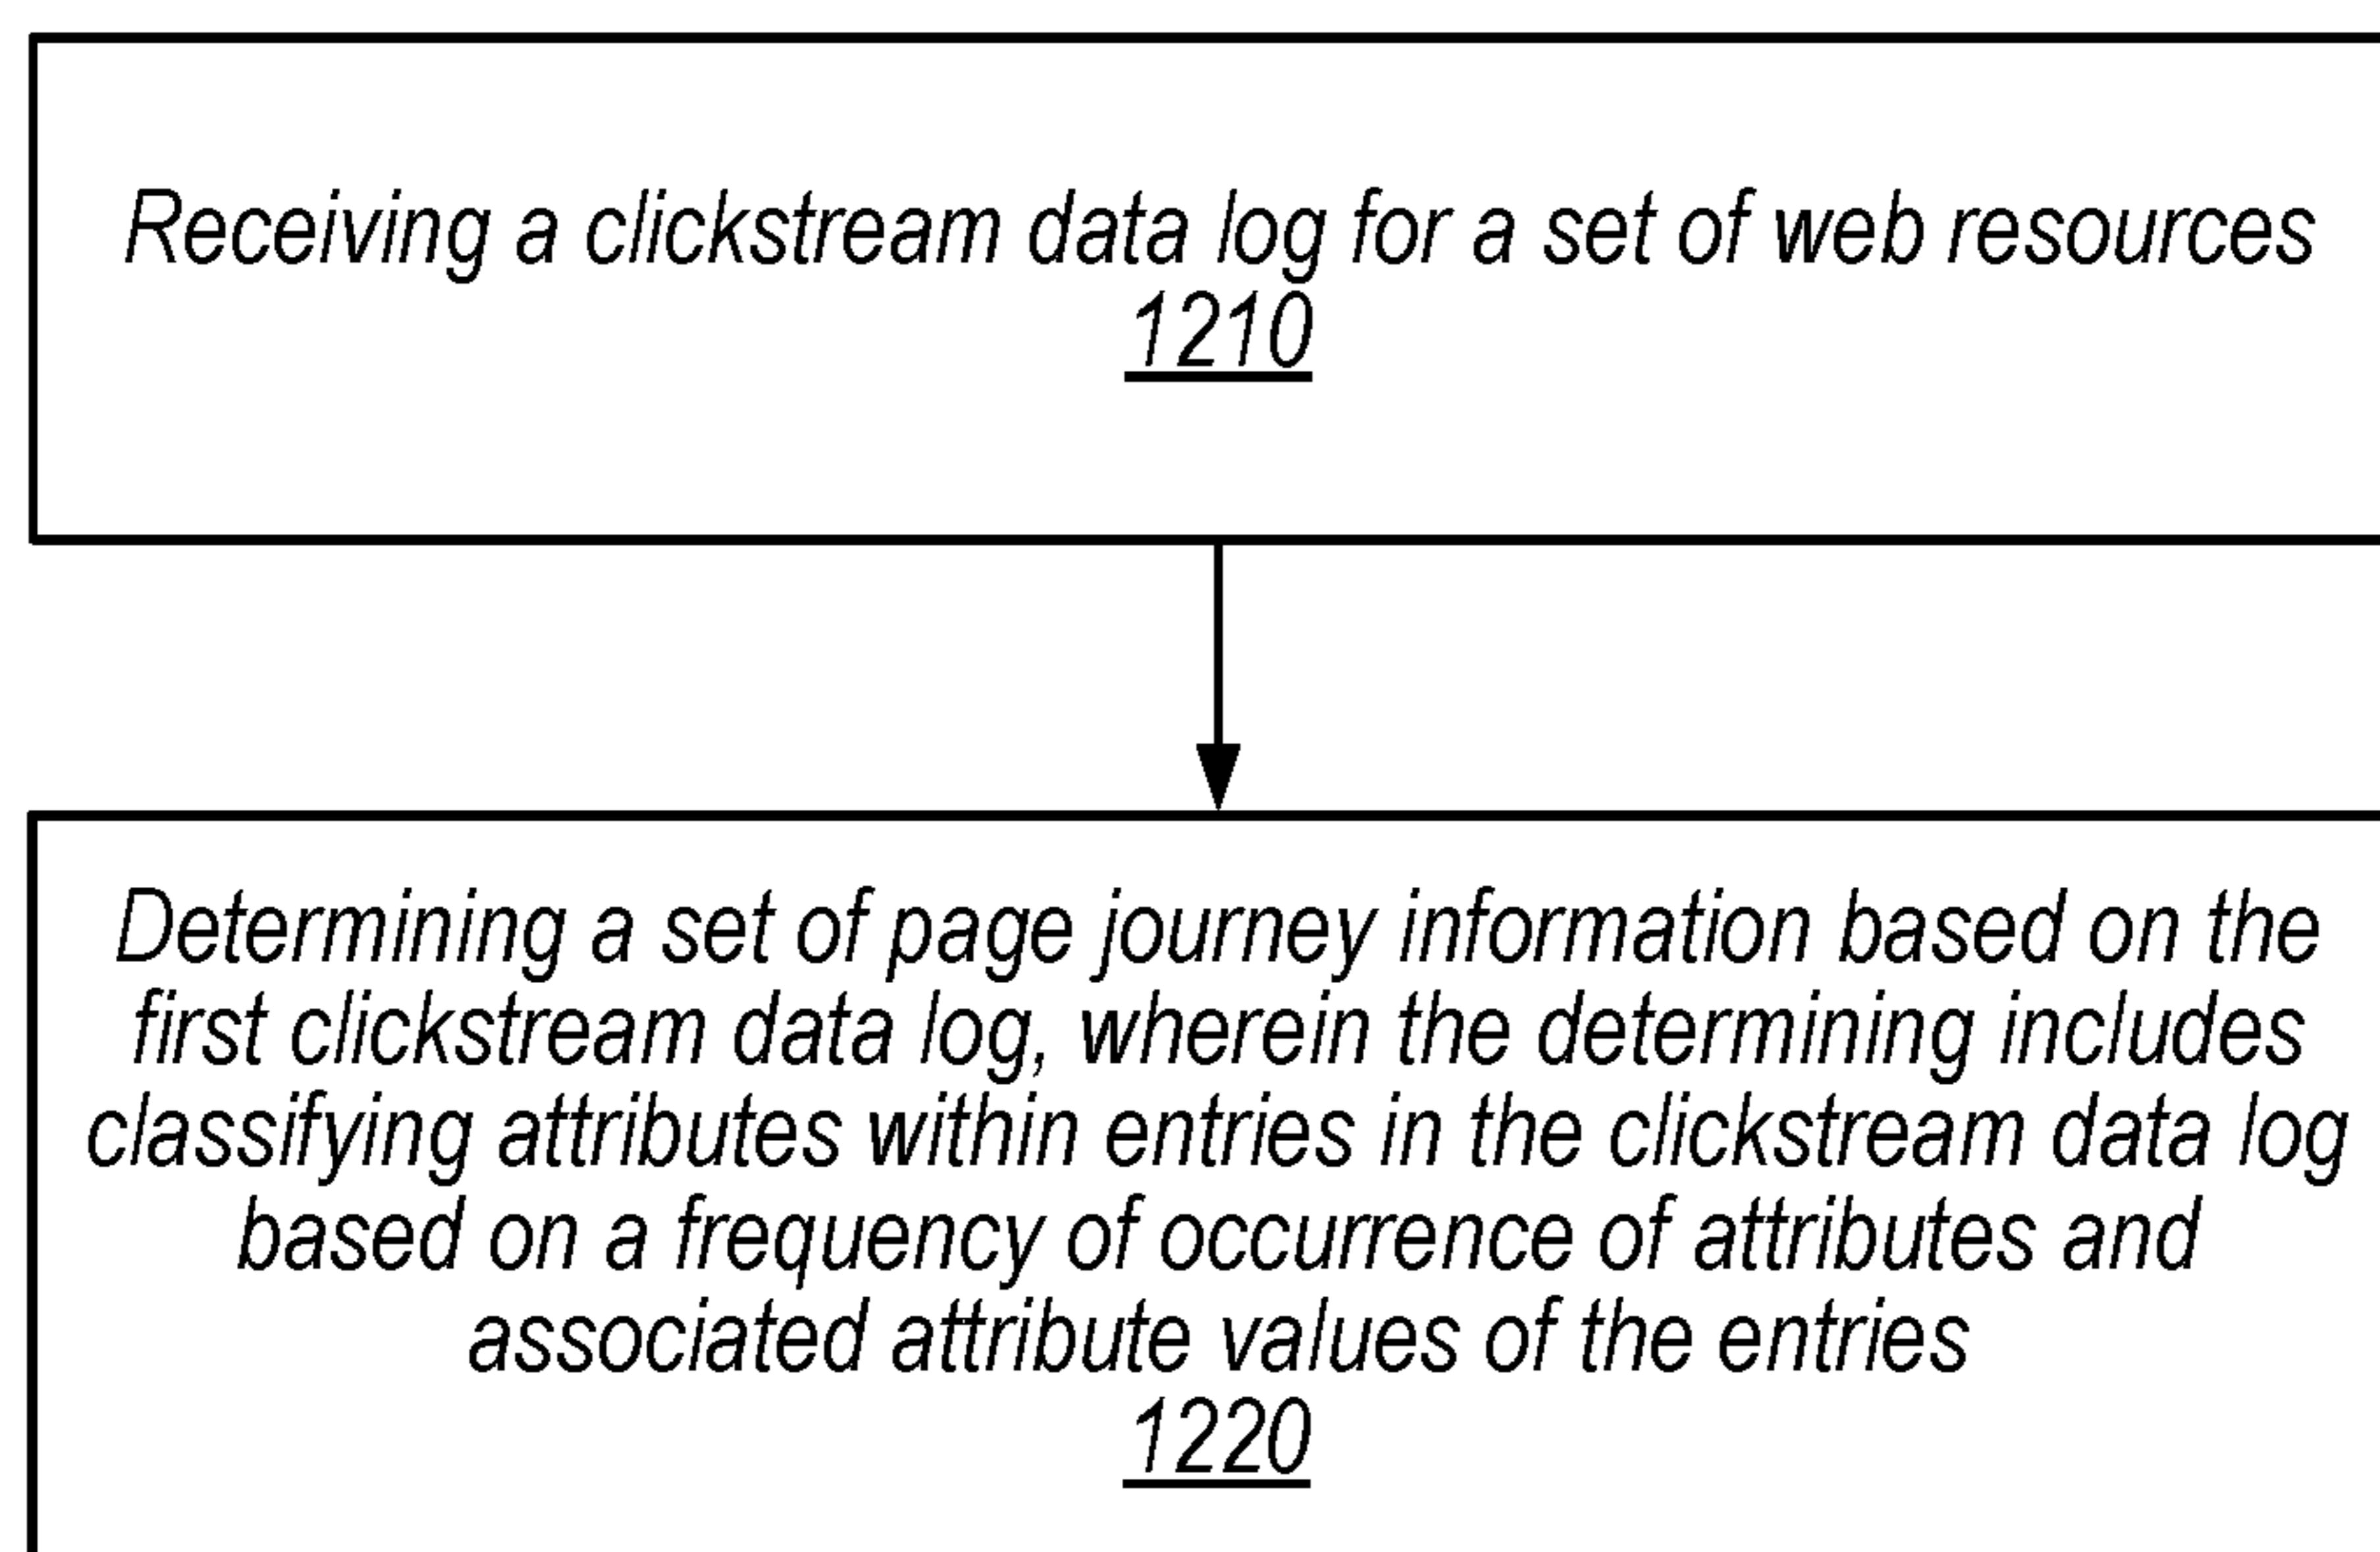 Receiving a clickstream data log for a set of web resources
1210
Determining a set of page journey information based on the
first clickstream data log, wherein the determining includes
classifying attributes within entries in the clickstream data log
based on a frequency of occurrence of attributes and
associated attribute values of the entries
1220